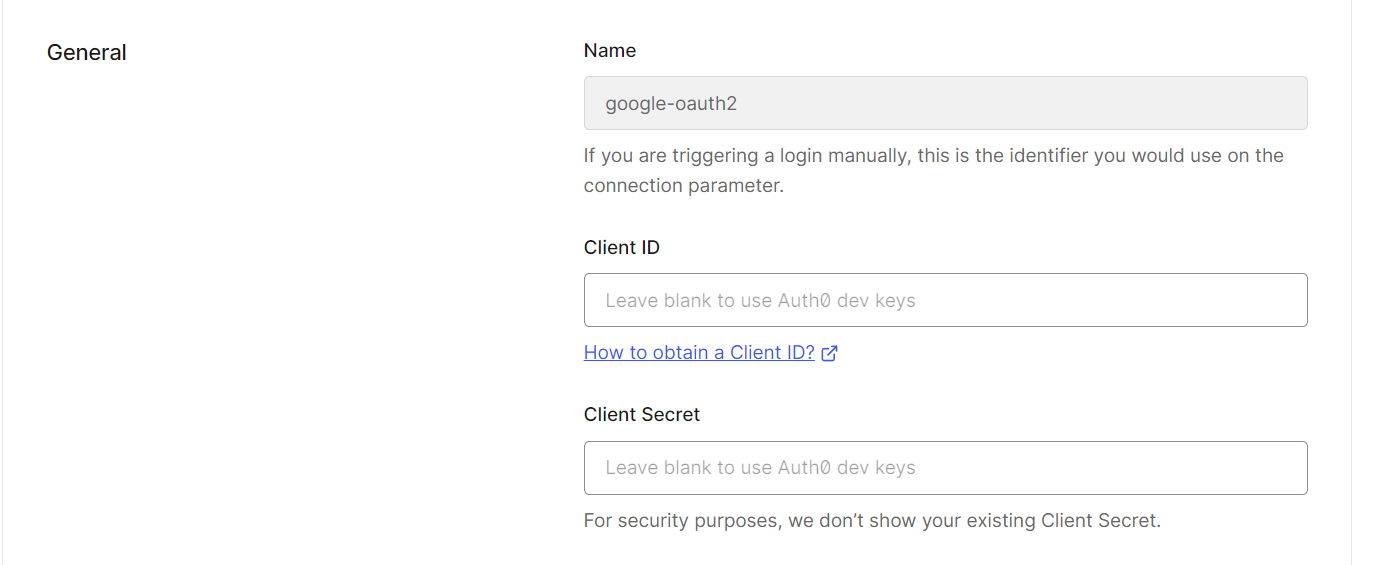 General
Name
google-oauth2
If you are triggering a login manually, this is the identifier you would use on the
connection parameter.
Client ID
Leave blank to use Auth0 dev keys
How to obtain a Client ID?
Client Secret
Leave blank to use Auth0 dev keys
For security purposes, we don’t show your existing Client Secret.